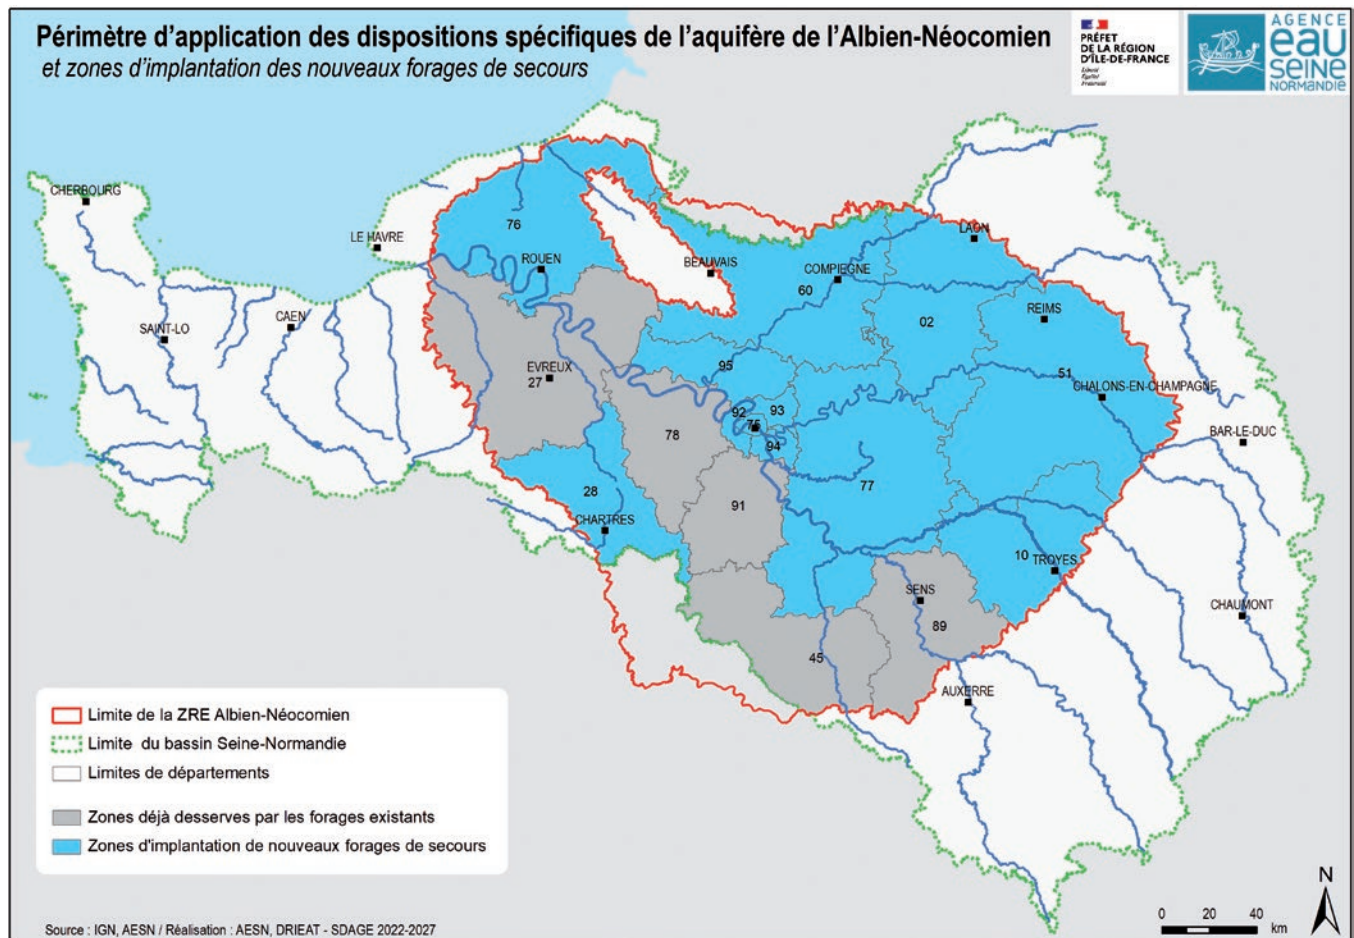 Périmètre d'application des dispositions spécifiques de l'aquifère de l'Albien-Néocomien
et zones d'implantation des nouveaux forages de secours
PRÉFET
DE LA RÉGION
D'ÎLE-DE-FRANCE
Liberté
Égalité
Fraternité
AGENCE
eau
SEINE
NORMANDIE
CHERBOURG
LE HAVRE
SAINT-LO
CAEN
76
ROUEN
BEAUVAIS
COMPIEGNE
60
LAON
02
REIMS
EVREUX
27
95
51
CHALONS-EN-CHAMPAGNE
92
93
75
94
78
77
91
BAR-LE-DUC
28
CHARTRES
10
TROYES
SENS
89
45
CHAUMONT
AUXERRE
Limite de la ZRE Albien-Néocomien
Limite du bassin Seine-Normandie
Limites de départements
Zones déjà desserves par les forages existants
Zones d'implantation de nouveaux forages de secours
N
0 20 40
km
Source : IGN, AESN / Réalisation : AESN, DRIEAT - SDAGE 2022-2027